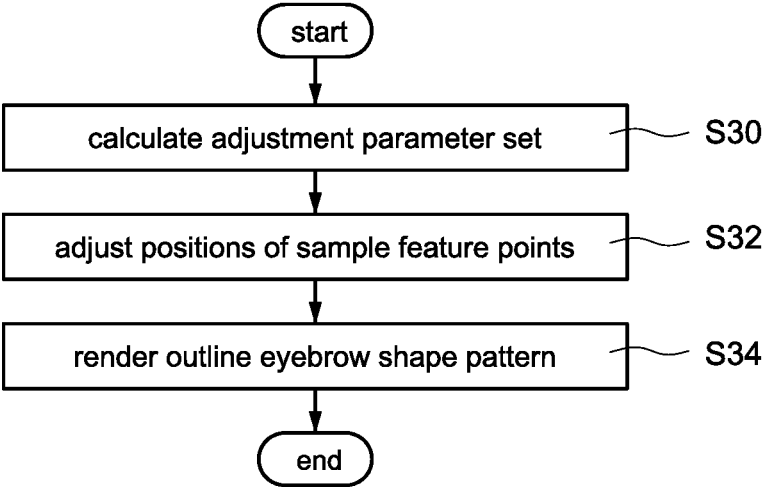 start
calculate adjustment parameter set
S30
adjust positions of sample feature points
S32
render outline eyebrow shape pattern
S34
end